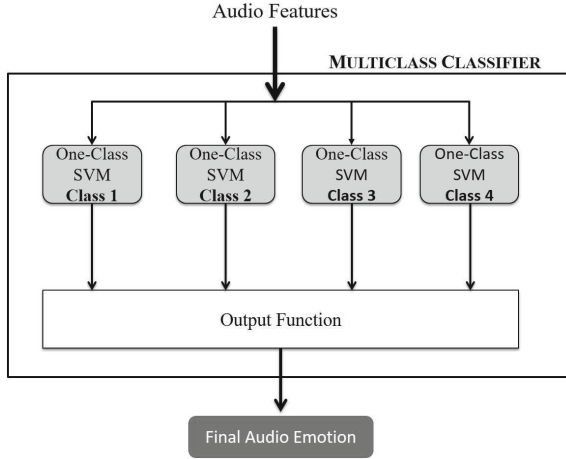 Audio Features
MULTICLASS CLASSIFIER
One-Class
SVM
Class 1
One-Class
SVM
Class 2
One-Class
SVM
Class 3
One-Class
SVM
Class 4
Output Function
Final Audio Emotion